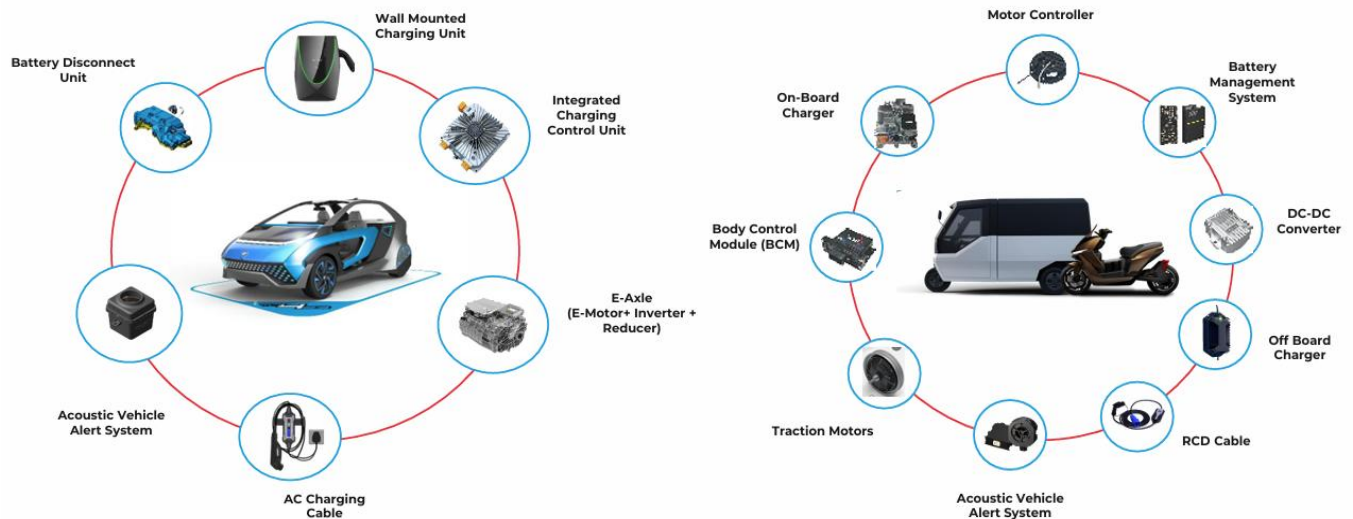 Wall Mounted
Charging Unit
Battery Disconnect
Unit
Integrated
Charging
Control Unit
E-Axle
(E-Motor+ Inverter +
Reducer)
Acoustic Vehicle
Alert System
AC Charging
Cable
Motor Controller
On-Board
Charger
Battery
Management
System
Body Control
Module (BCM)
DC-DC
Converter
Off Board
Charger
Traction Motors
RCD Cable
Acoustic Vehicle
Alert System